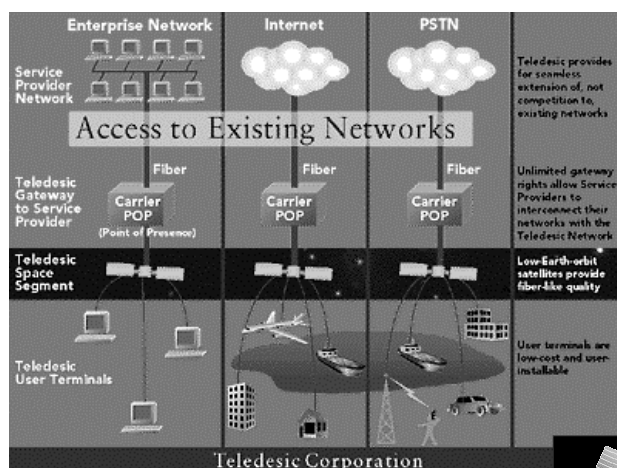 Enterprise Network
Internet
PSTN
Service
Provider
Network
Teledesic provides
for seamless
extension of, not
competition to,
existing networks
Access to Existing Networks
Fiber
Fiber
Fiber
Teledesic
Gateway
to Service
Provider
Carrier
POP
(Point of Presence)
Carrier
POP
Carrier
POP
Unlimited gateway
rights allow Service
Providers to
interconnect their
networks with the
Teledesic Network
Teledesic
Space
Segment
Low-Earth-orbit
satellites provide
fiber-like quality
Teledesic
User Terminals
User terminals are
low-cost and user-
installable
Teledesic Corporation